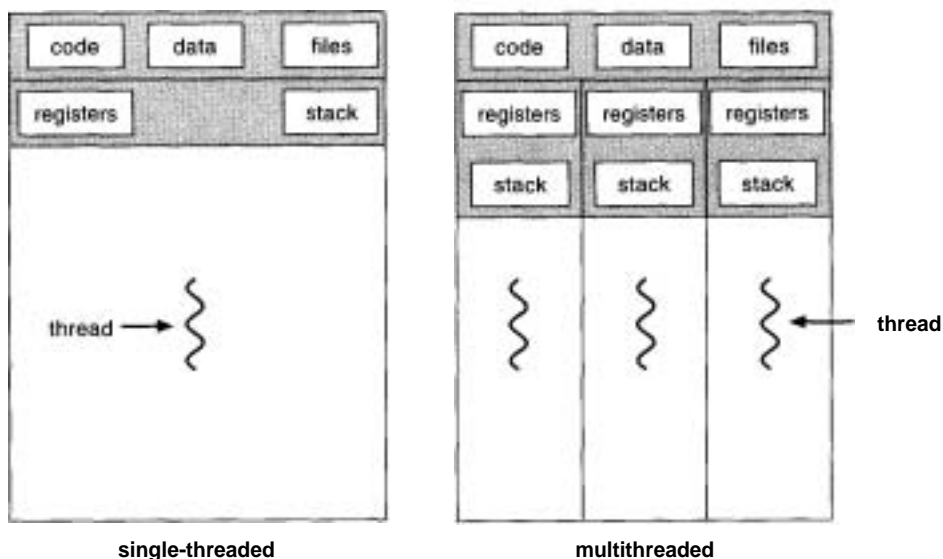 code data files
registers stack
thread
single-threaded
code data files
registers registers registers
stack stack stack
thread
multithreaded